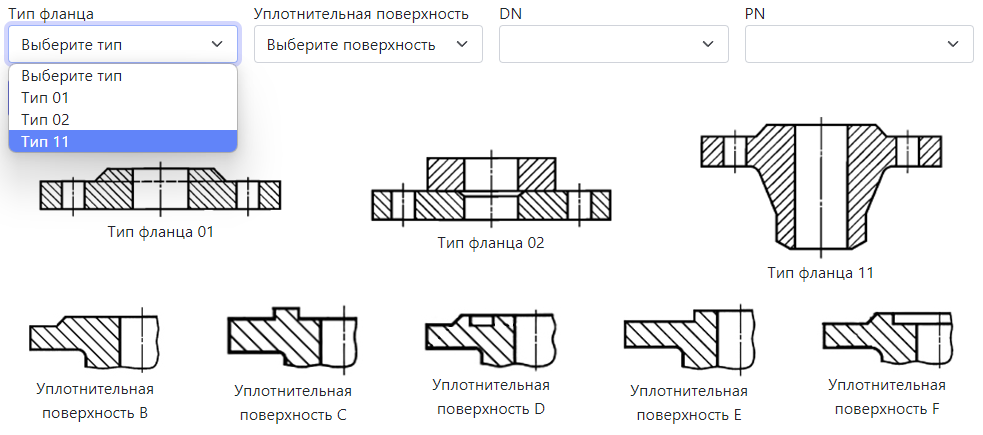 Тип фланца
Уплотнительная поверхность
DN
PN
Выберите тип
Выберите поверхность
Выберите тип
Тип 01
Тип 02
Тип 11
Тип фланца 01
Тип фланца 02
Тип фланца 11
Уплотнительная
поверхность B
Уплотнительная
поверхность C
Уплотнительная
поверхность D
Уплотнительная
поверхность E
Уплотнительная
поверхность F